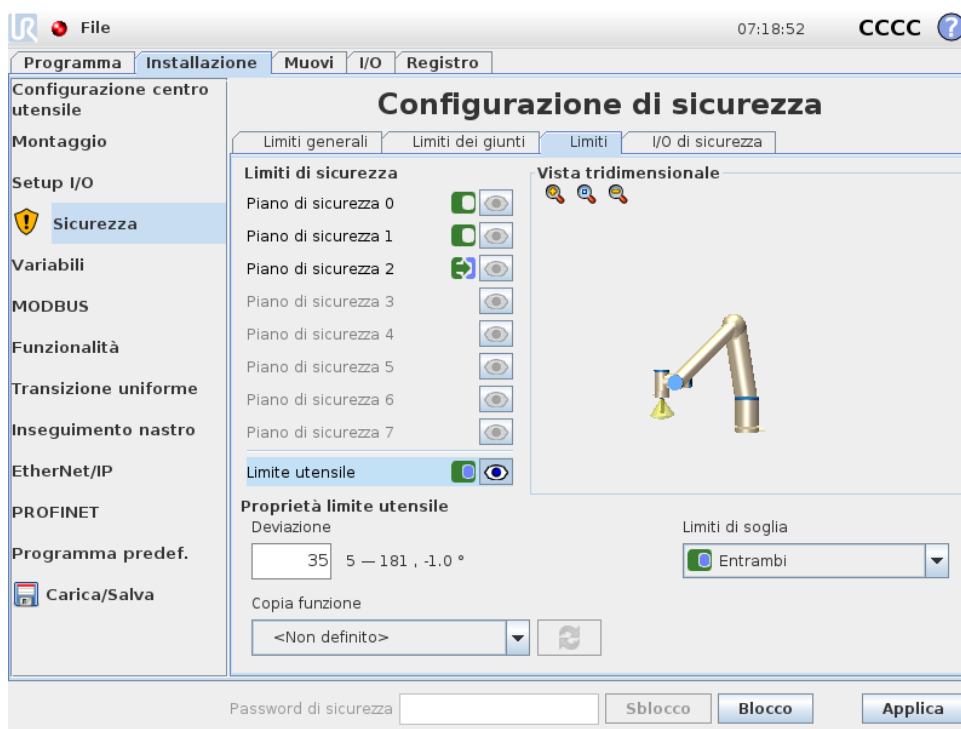 UR File 07:18:52 CCCC ?
Programma Installazione Muovi I/O Registro
Configurazione centro
utensile
Montaggio
Setup I/O
Sicurezza
Variabili
MODBUS
Funzionalità
Transizione uniforme
Inseguimento nastro
EtherNet/IP
PROFINET
Programma predef.
Carica/Salva
Configurazione di sicurezza
Limiti generali Limiti dei giunti Limiti I/O di sicurezza
Limiti di sicurezza
Piano di sicurezza 0
Piano di sicurezza 1
Piano di sicurezza 2
Piano di sicurezza 3
Piano di sicurezza 4
Piano di sicurezza 5
Piano di sicurezza 6
Piano di sicurezza 7
Limite utensile
Vista tridimensionale
Proprietà limite utensile
Deviazione
35 5 — 181 , -1.0 °
Limiti di soglia
Entrambi
Copia funzione
<Non definito>
Password di sicurezza Sblocco Blocco Applica